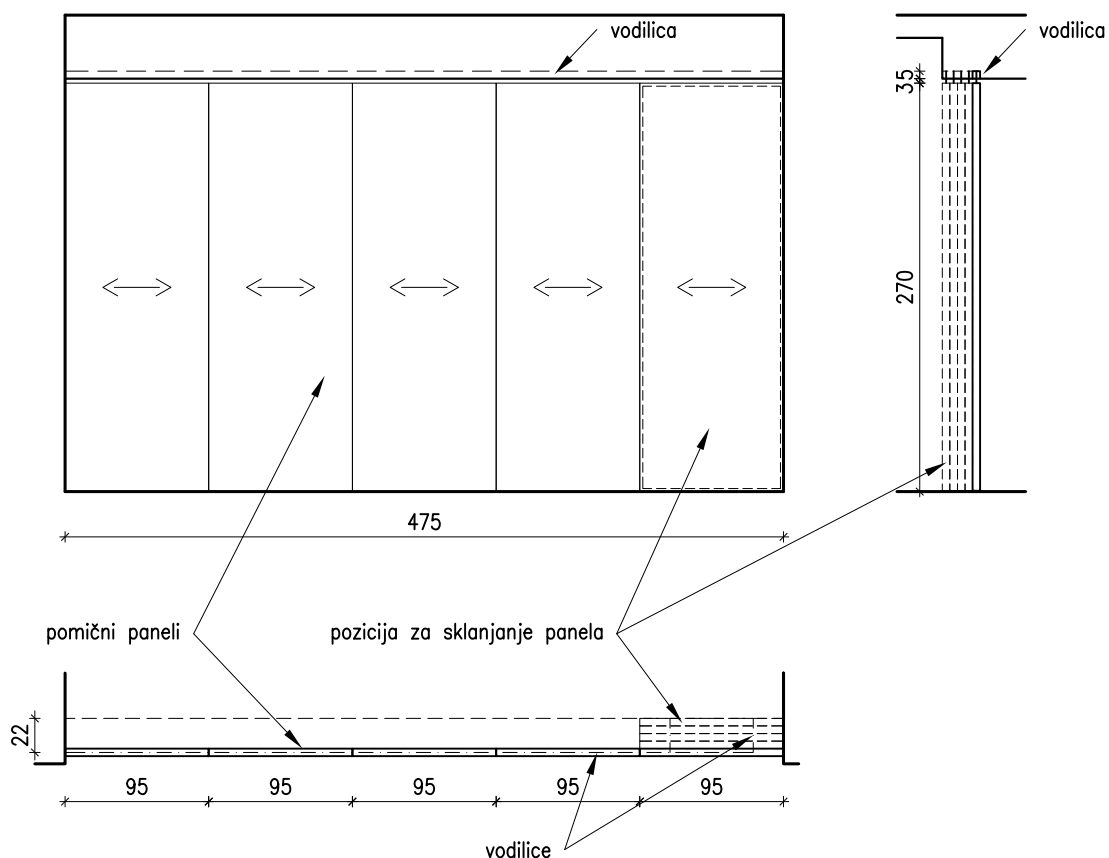 vodilica
vodilica
35
270
475
pomični paneli
pozicija za sklanjanje panela
22
95
95
95
95
95
vodilice